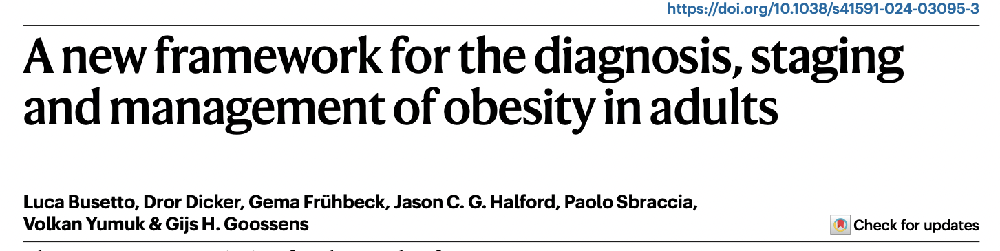 https://doi.org/10.1038/s41591-024-03095-3
A new framework for the diagnosis, staging
and management of obesity in adults
Luca Busetto, Dror Dicker, Gema Frühbeck, Jason C. G. Halford, Paolo Sbraccia,
Volkan Yumuk & Gijs H. Goossens
Check for updates